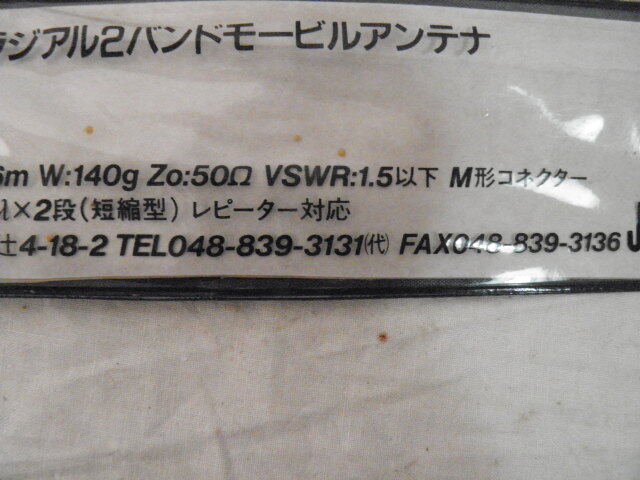 ラジアル2バンドモービルアンテナ
6m W:140g Zo:50Ω VSWR:1.5以下 M形コネクター
λ×2段(短縮型) レピーター対応
辻4-18-2 TEL048-839-3131(代) FAX048-839-3136 J